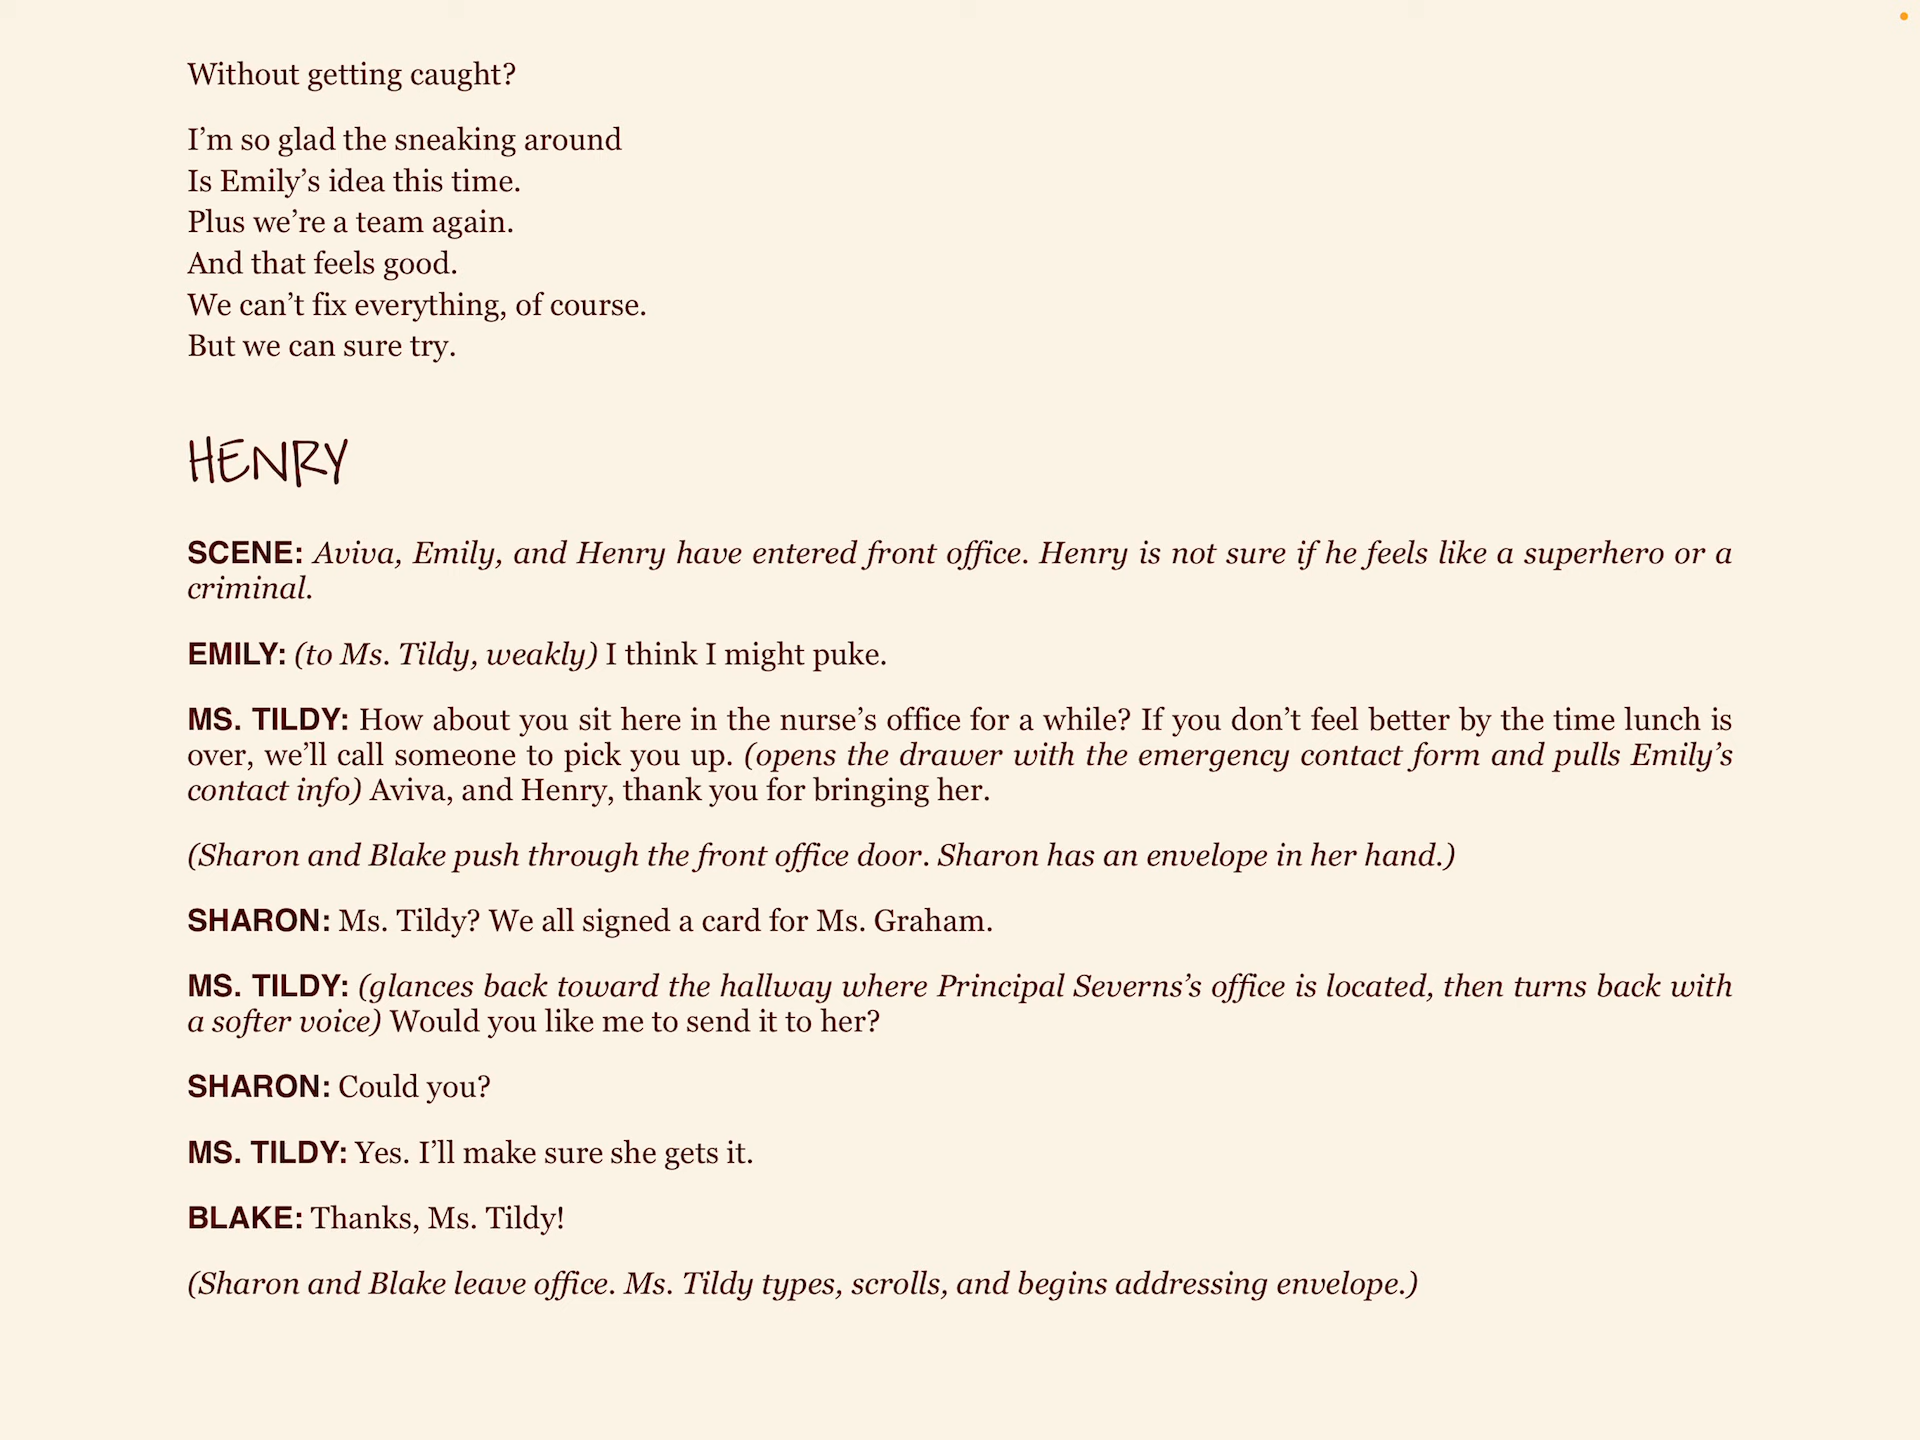 Without getting caught?
I’m so glad the sneaking around
Is Emily’s idea this time.
Plus we’re a team again.
And that feels good.
We can’t fix everything, of course.
But we can sure try.
HENRY
SCENE: Aviva, Emily, and Henry have entered front office. Henry is not sure if he feels like a superhero or a
criminal.
EMILY: (to Ms. Tildy, weakly) I think I might puke.
MS. TILDY: How about you sit here in the nurse’s office for a while? If you don’t feel better by the time lunch is
over, we’ll call someone to pick you up. (opens the drawer with the emergency contact form and pulls Emily’s
contact info) Aviva, and Henry, thank you for bringing her.
(Sharon and Blake push through the front office door. Sharon has an envelope in her hand.)
SHARON: Ms. Tildy? We all signed a card for Ms. Graham.
MS. TILDY: (glances back toward the hallway where Principal Severns’s office is located, then turns back with
a softer voice) Would you like me to send it to her?
SHARON: Could you?
MS. TILDY: Yes. I’ll make sure she gets it.
BLAKE: Thanks, Ms. Tildy!
(Sharon and Blake leave office. Ms. Tildy types, scrolls, and begins addressing envelope.)